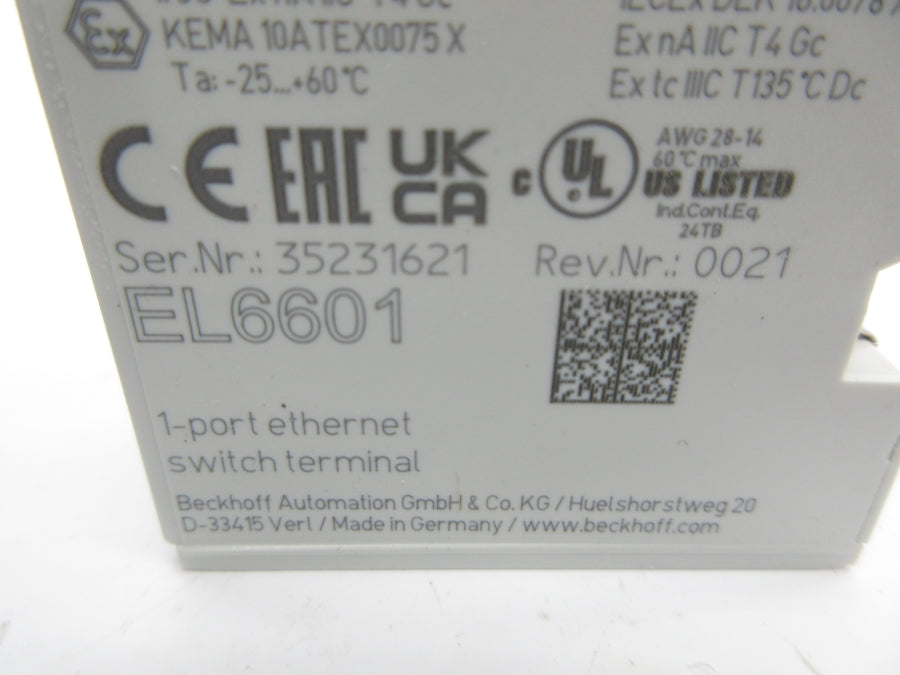 Ex
KEMA 10ATEX0075 X
Ta: -25...+60°C
Ex nA IIC T4 Gc
Ex tc IIIC T135 °C Dc
CE EAC UK CA
c UL US LISTED
AWG 28-14
60 °C max
Ind.Cont.Eq.
24TB
Ser.Nr.: 35231621 Rev.Nr.: 0021
EL6601
1-port ethernet
switch terminal
Beckhoff Automation GmbH & Co. KG / Huelshorstweg 20
D-33415 Verl / Made in Germany / www.beckhoff.com